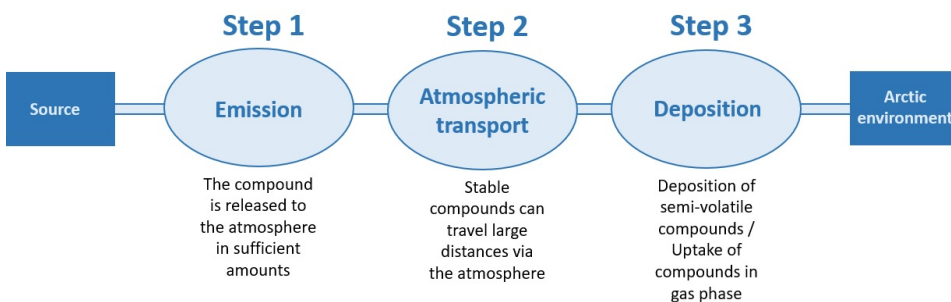 Step 1
Step 2
Step 3
Source
Emission
Atmospheric
transport
Deposition
Arctic
environment
The compound
is released to
the atmosphere
in sufficient
amounts
Stable
compounds can
travel large
distances via
the atmosphere
Deposition of
semi-volatile
compounds /
Uptake of
compounds in
gas phase